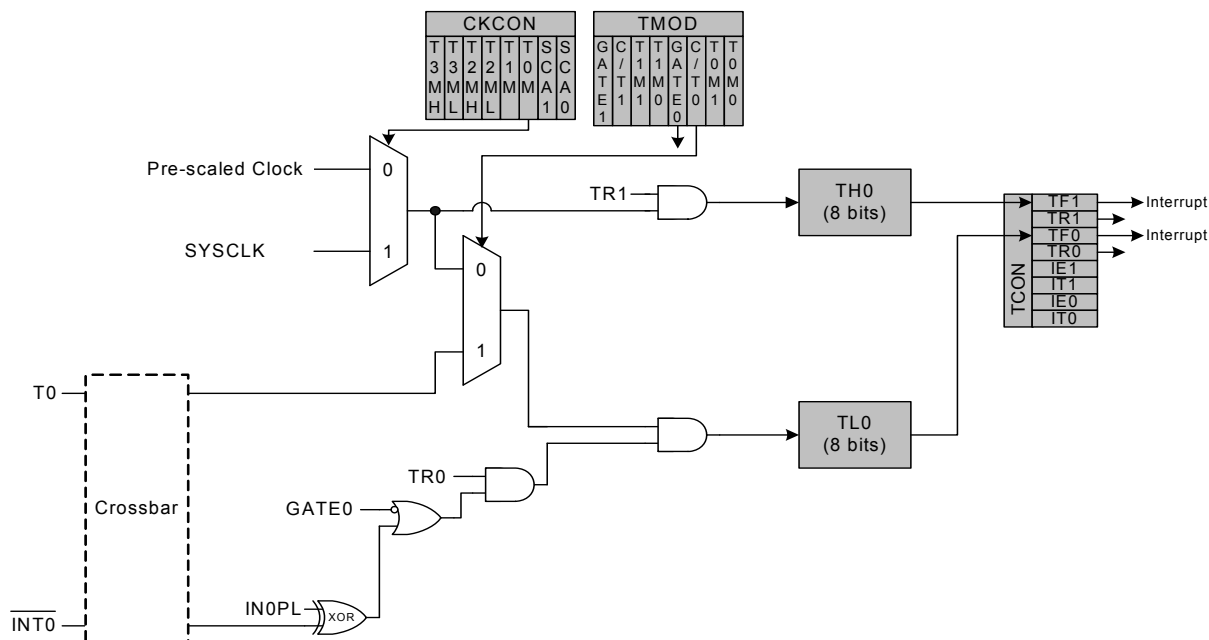 CKCON
T3MH
T3ML
T2MH
T2ML
T1M
T0M
SCA1
SCA0
TMOD
GATE1
C/T1
T1M1
T1M0
GATE0
C/T0
T0M1
T0M0
Pre-scaled Clock
0
SYSCLK
1
TR1
TH0
(8 bits)
TCON
TF1
TR1
TF0
TR0
IE1
IT1
IE0
IT0
Interrupt
Interrupt
0
1
T0
Crossbar
TL0
(8 bits)
TR0
GATE0
IN0PL
XOR
INT0